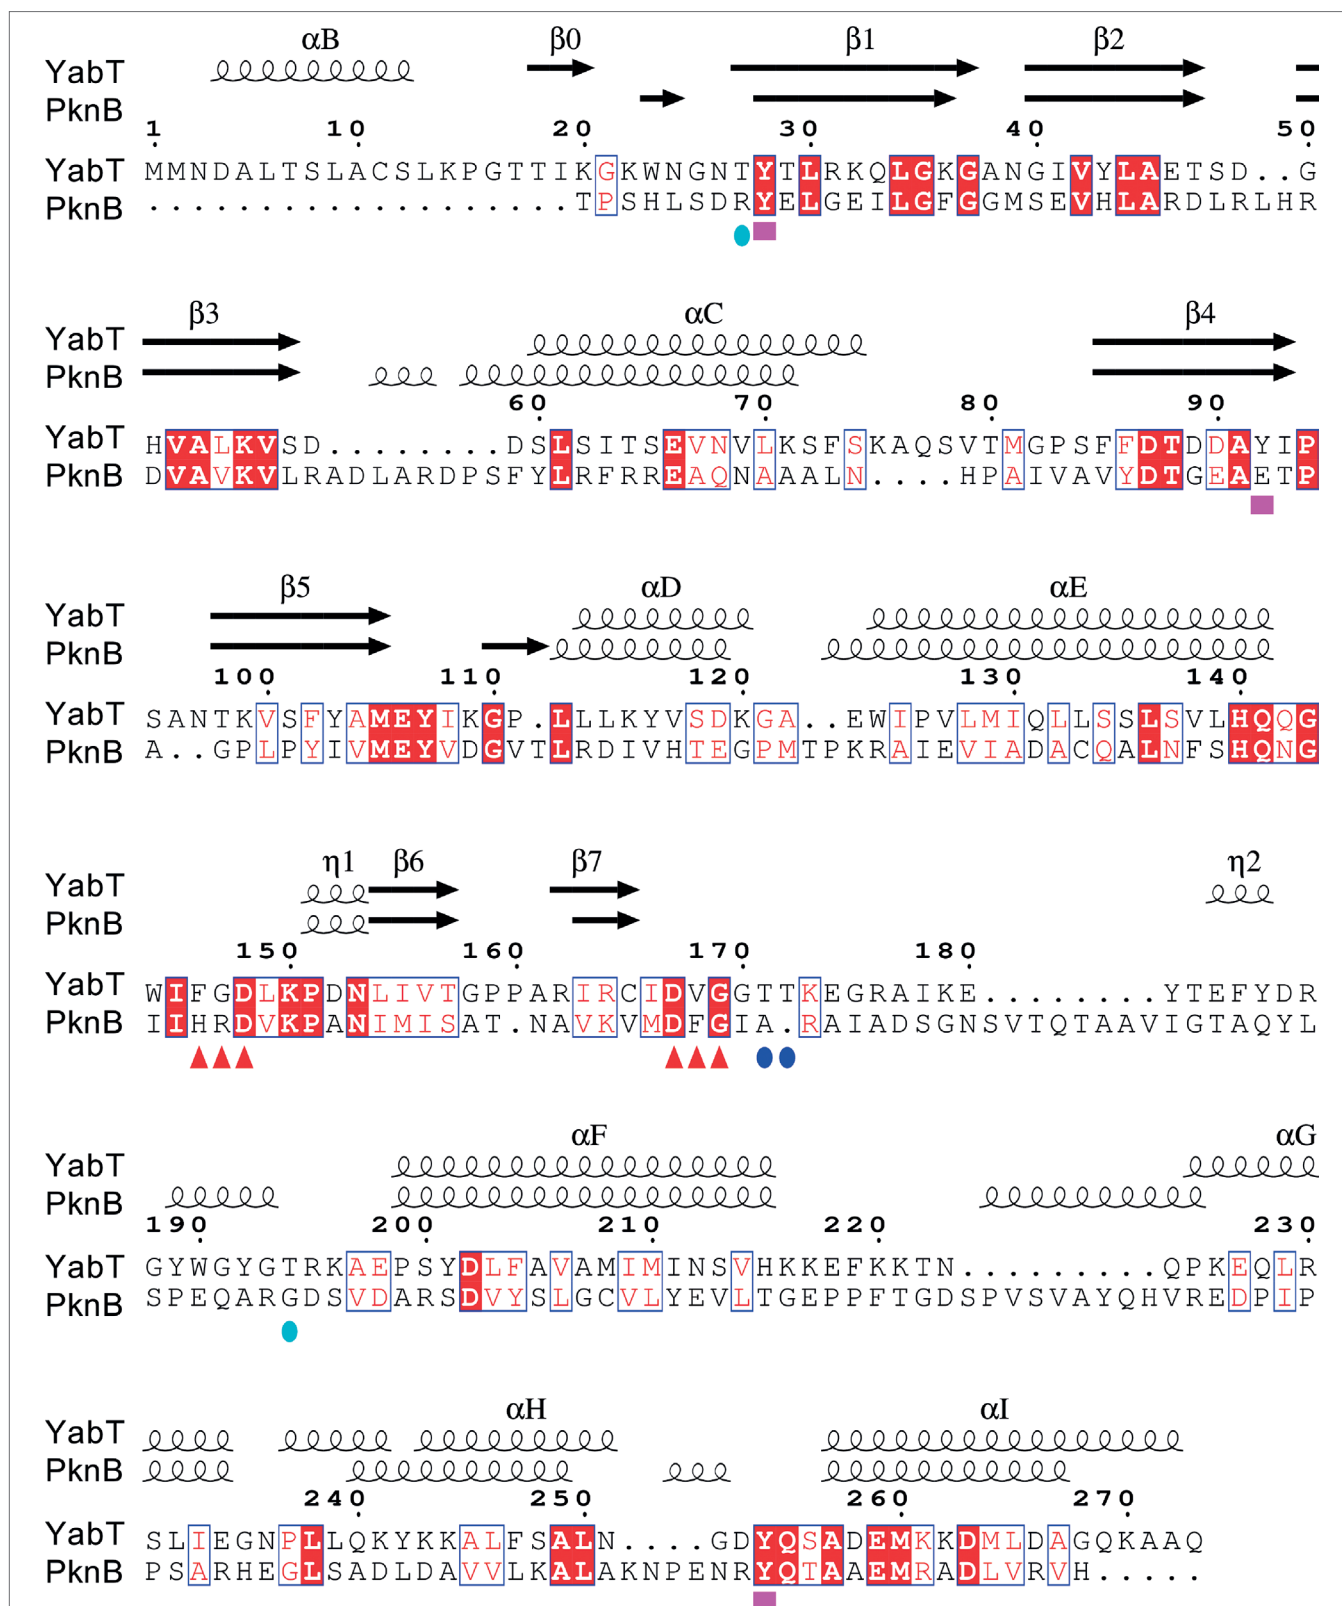 αB β0 β1 β2
YabT
PknB
1 10 20 30 40 50
YabT MMNDALTSLACSLKPGTTIKGKWNGNTYTLRKQLGKGANGIVYLAETSD..G
PknB ...................TPSHLSDRYELGEILGFGGMSEVHLARDLRLHR
β3 αC β4
YabT
PknB
60 70 80 90
YabT HVALKVSD........DSLSITSEVNVLKSFSKAQSVTMGPSFFDTDDAYIP
PknB DVAVKVLRADLARDPSFYLRFRREAQNAAALN....HPAIVAVYDTGEAETP
β5 αD αE
YabT
PknB
100 110 120 130 140
YabT SANTKVSFYAMEYIKGP.LLLKYVSDKGA..EWIPVLMIQLLSSLSVLHQQG
PknB A..GPLPYIVMEYVDGVTLRDIVHTEGPMTPKRAIEVIADACQALNFSHQNG
η1 β6 β7 η2
YabT
PknB
150 160 170 180
YabT WIFGDLKPDNLIVTGPPARIRCIDVGGTTKEGRAIKE........YTEFYDR
PknB IIHRDVKPANIMISAT.NAVKVMDFGIA.RAIADSGNSVTQTAAVIGTAQYL
αF αG
YabT
PknB
190 200 210 220 230
YabT GYWGYGTRKAEPSYDLFAVAMIMINSVHKKEFKKTN.........QPKEQLR
PknB SPEQARGDSVDARSDVYSLGCVLYEVLTGEPPFTGDSPVSVAYQHVREDPIP
αH αI
YabT
PknB
240 250 260 270
YabT SLIEGNPLLQKYKKALFSALN....GDYQSADEMKKDMLDAGQKAAQ
PknB PSARHEGLSADLDAVVLKALAKNPENRYQTAAEMRADLVRVH.....